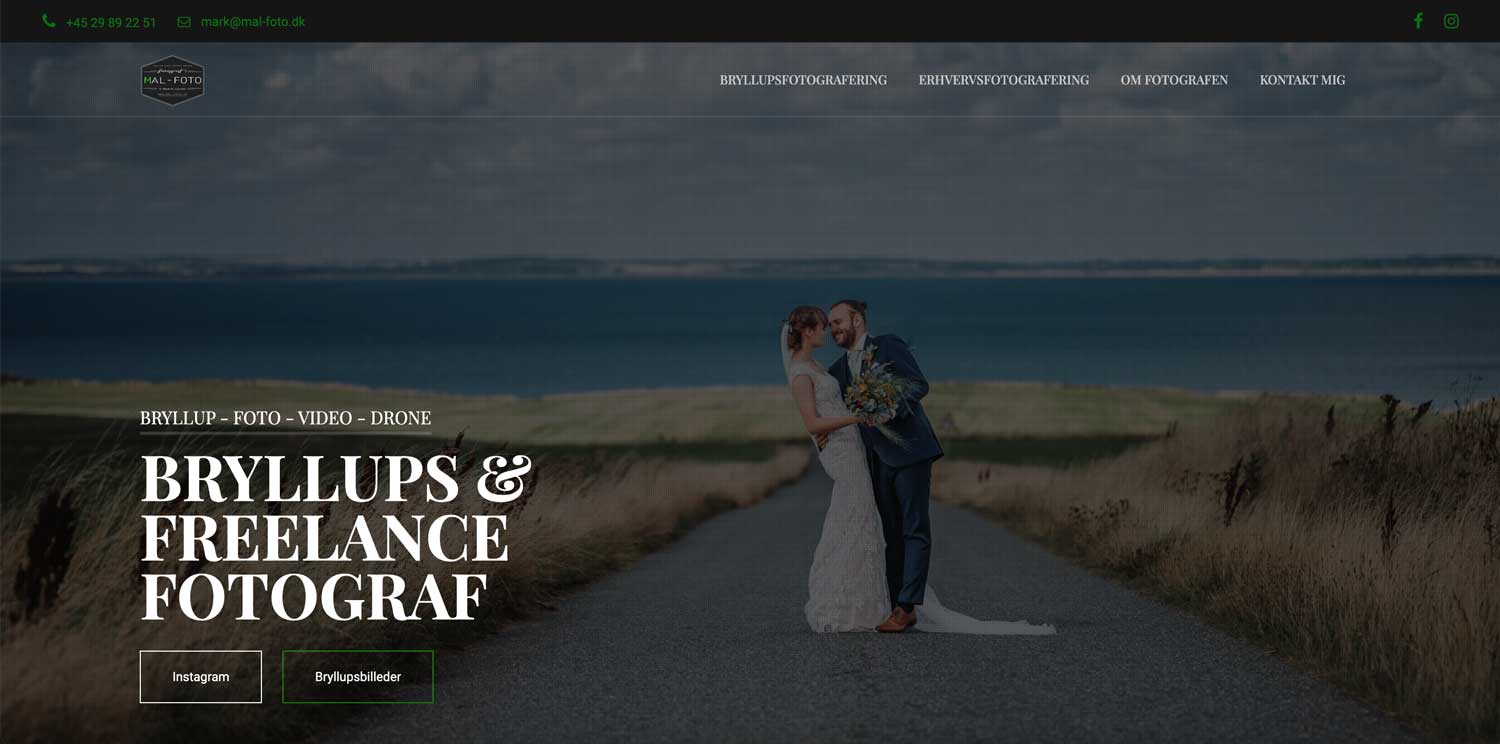 +45 29 89 22 51 mark@mal-foto.dk
MAL-FOTO
BRYLLUPSFOTOGRAFERING ERHVERVSFOTOGRAFERING OM FOTOGRAFEN KONTAKT MIG
BRYLLUP - FOTO - VIDEO - DRONE
BRYLLUPS &
FREELANCE
FOTOGRAF
Instagram Bryllupsbilleder